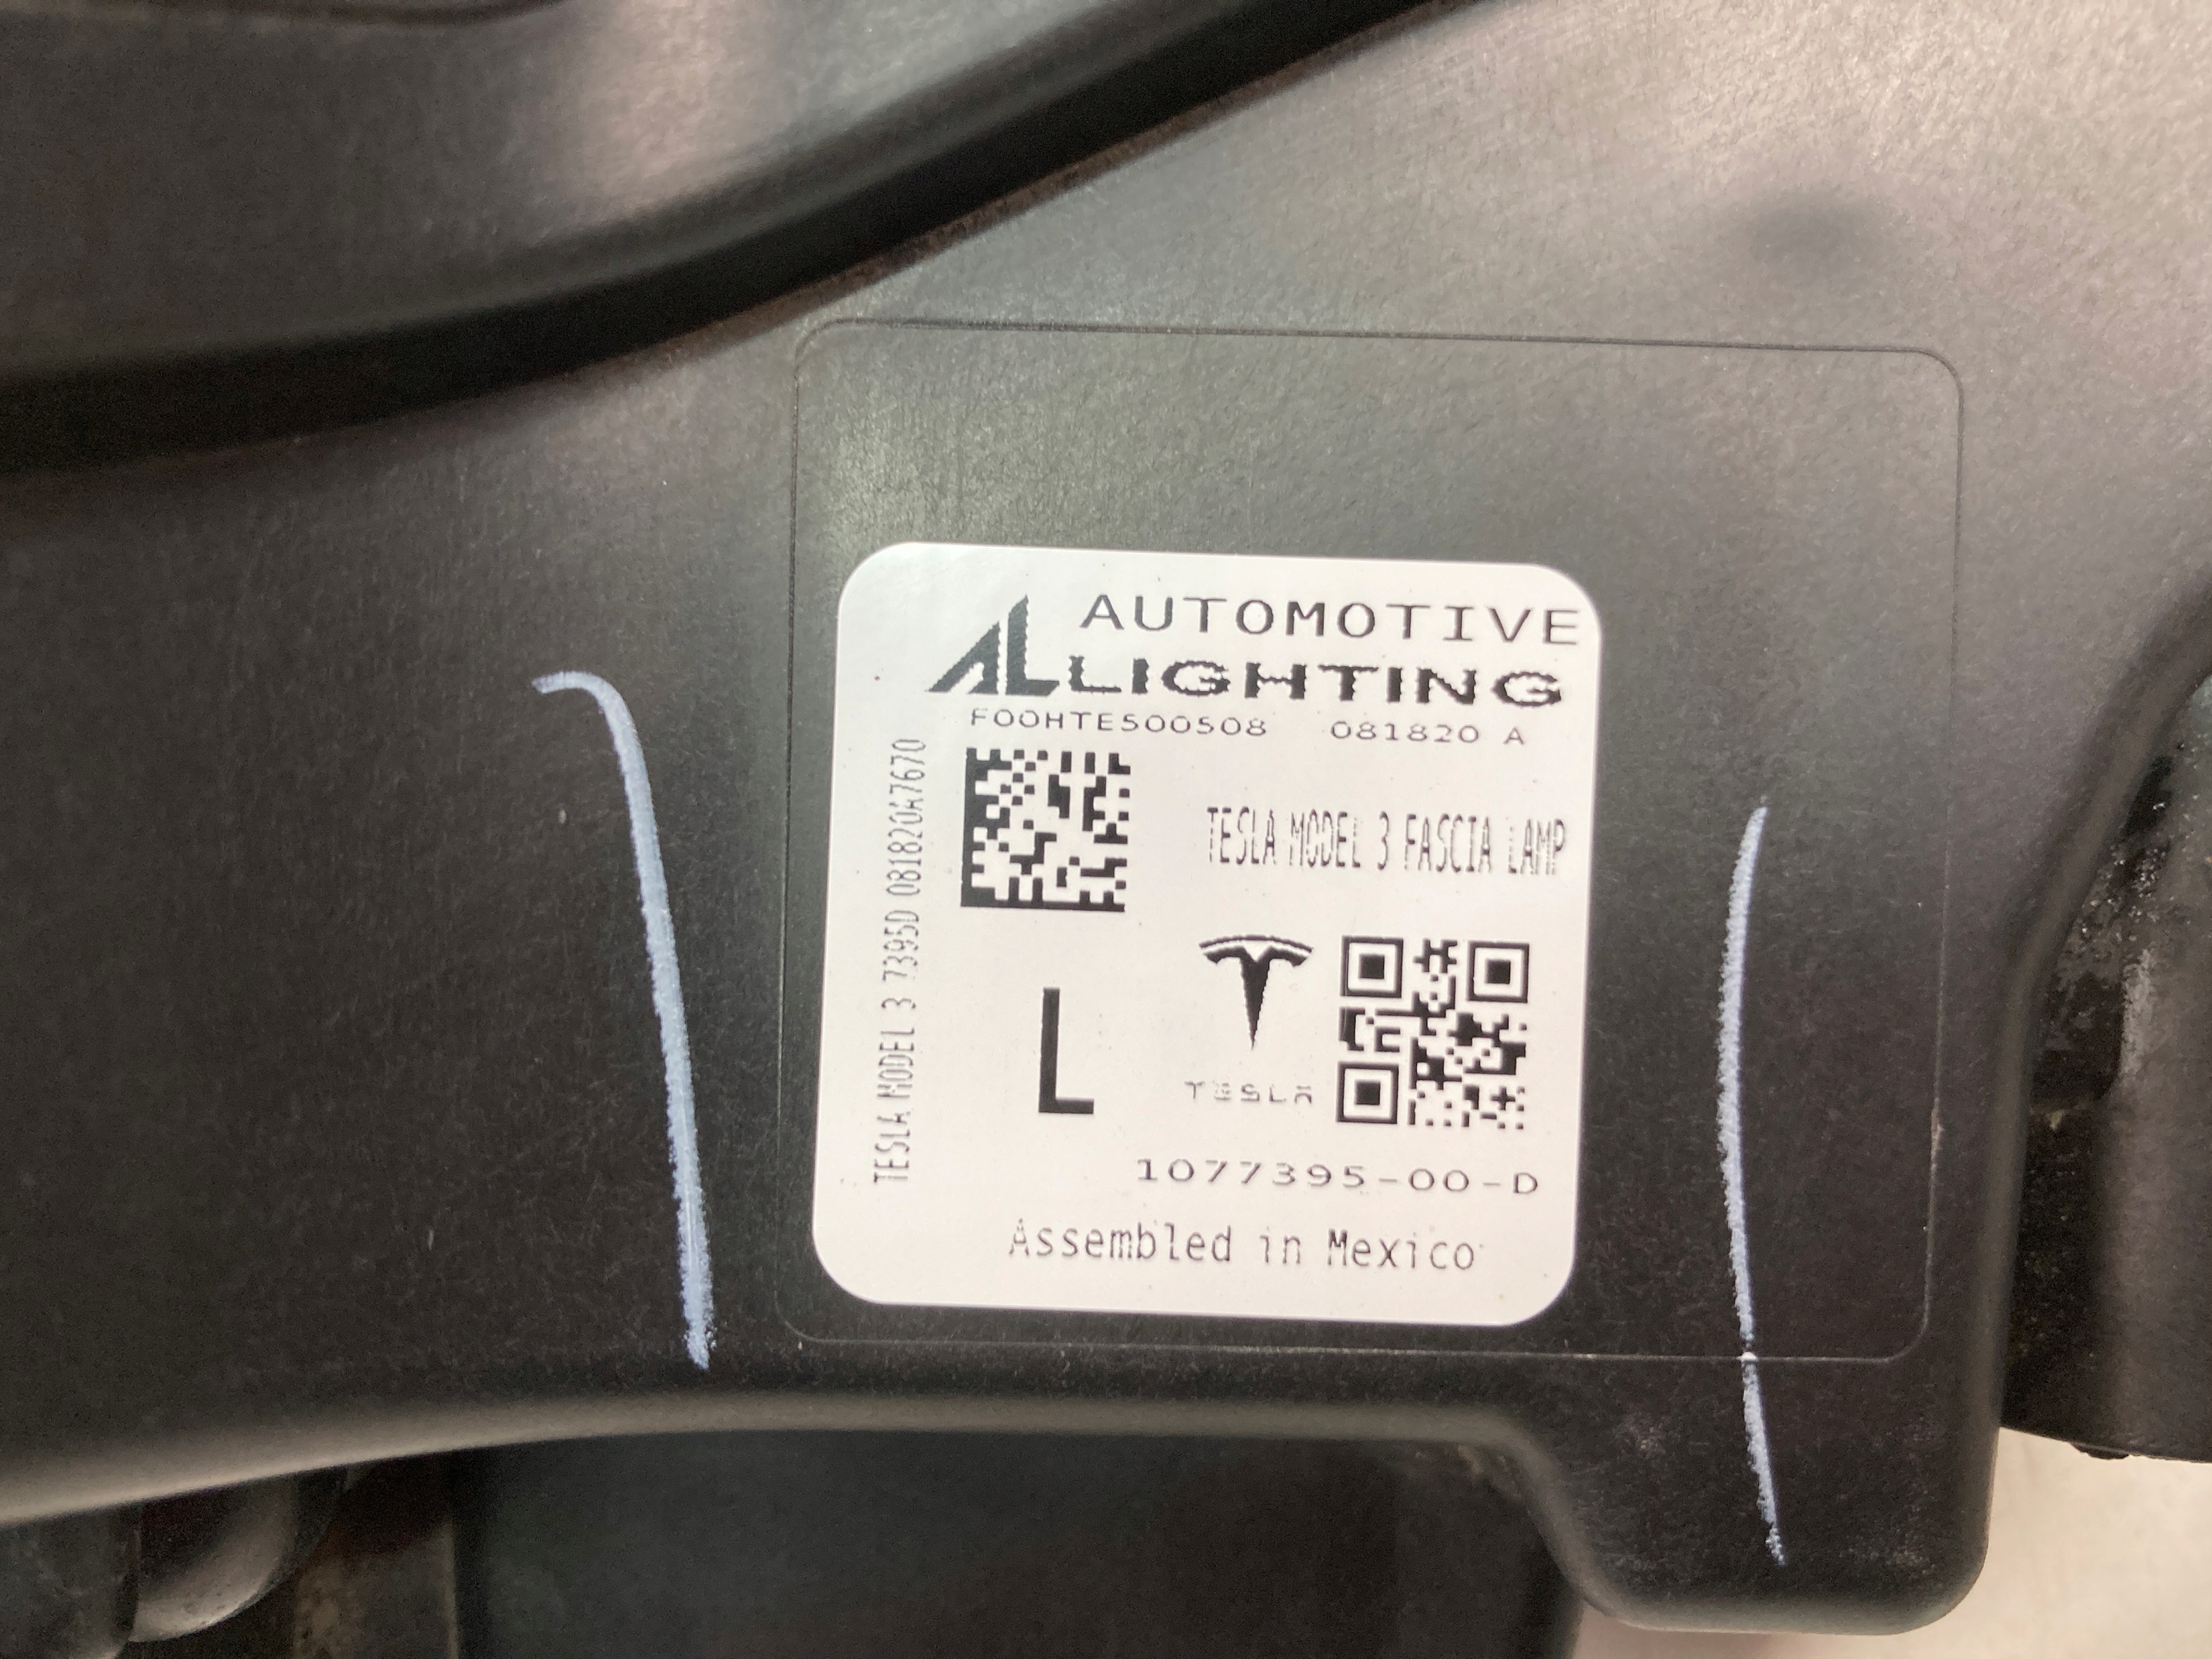 AUTOMOTIVE
AL LIGHTING
F00HTE500508 081820 A
TESLA MODEL 3 7395D 081820A7670
TESLA MODEL 3 FASCIA LAMP
L
TESLA
1077395-00-D
Assembled in Mexico